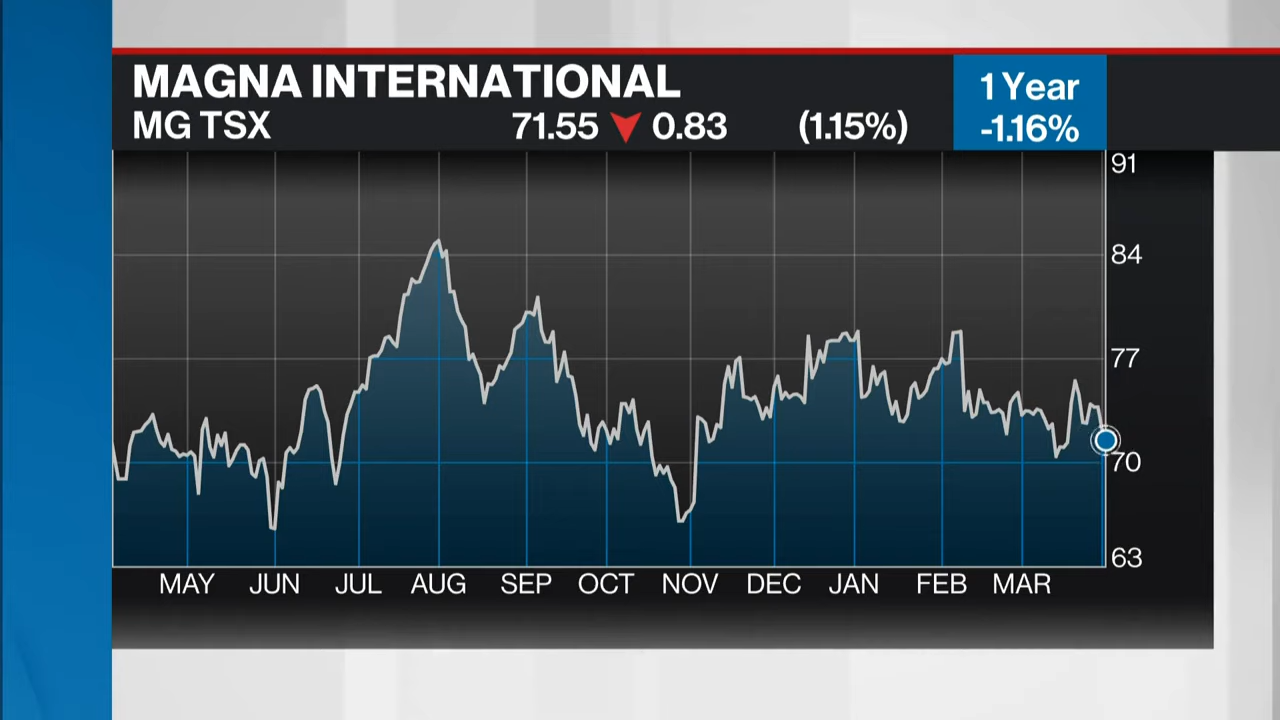 MAGNA INTERNATIONAL
MG TSX 71.55 0.83 (1.15%)
1 Year
-1.16%
91
84
77
70
63
MAY JUN JUL AUG SEP OCT NOV DEC JAN FEB MAR